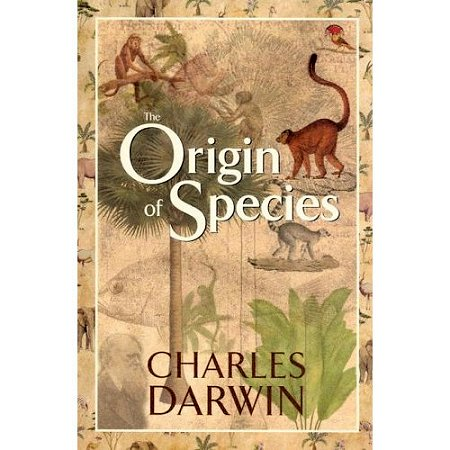 The
Origin
of Species
CHARLES
DARWIN